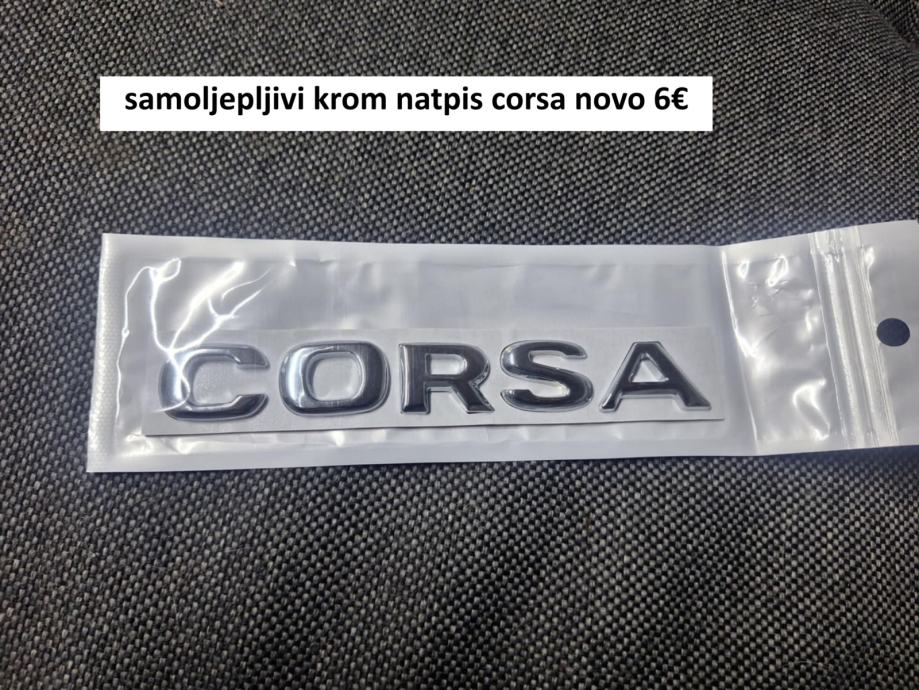 samoljepljivi krom natpis corsa novo 6€
CORSA